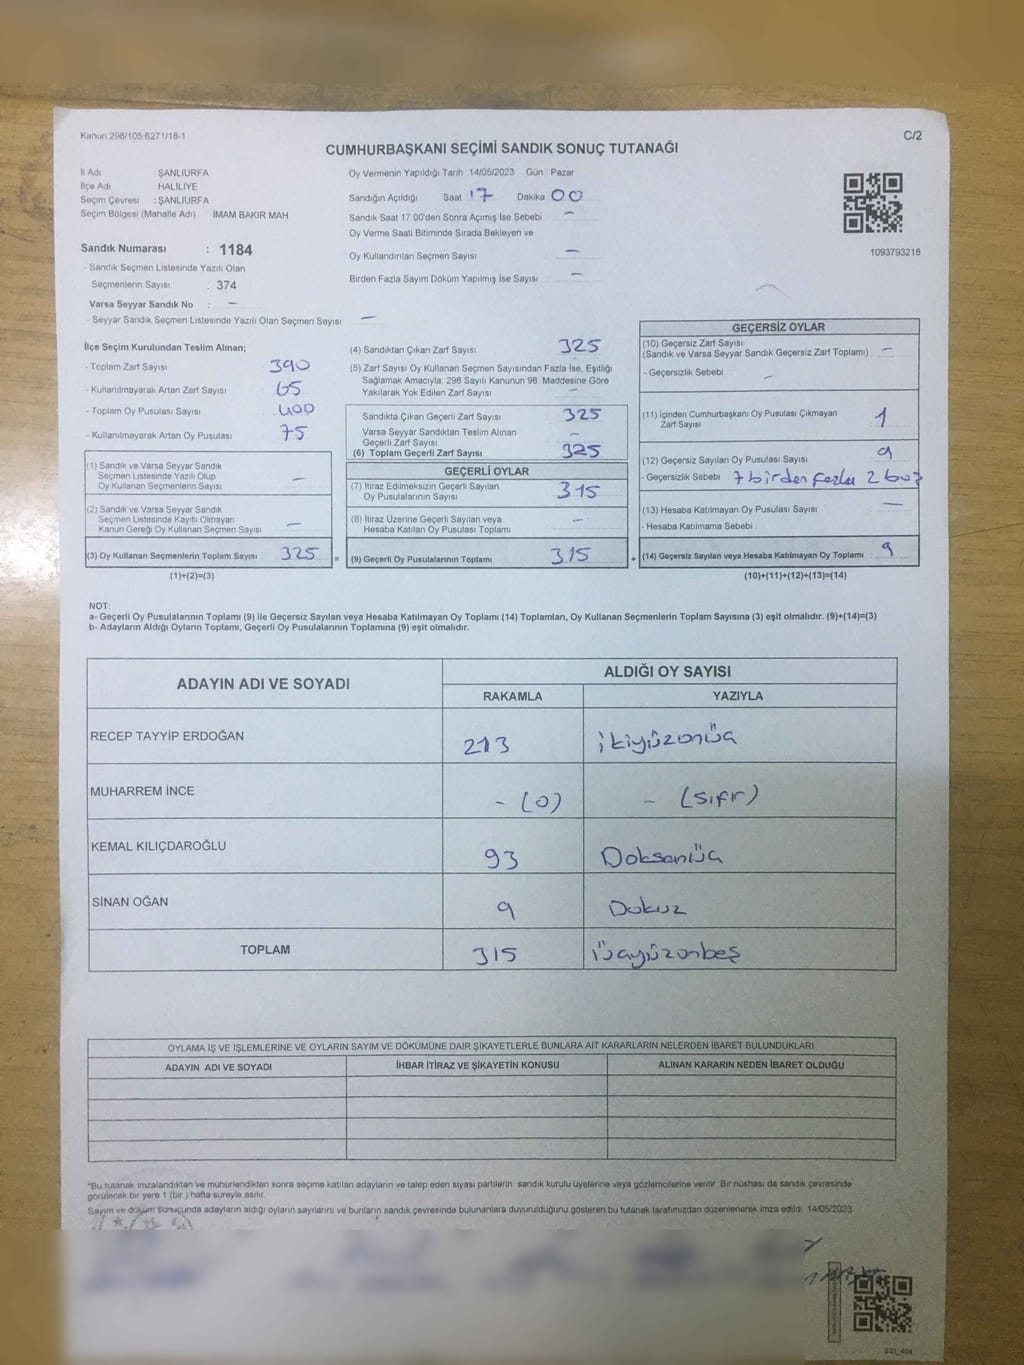 Kanun 298/105 6271/18-1
C/2
CUMHURBAŞKANI SEÇİMİ SANDIK SONUÇ TUTANAĞI
İl Adı ŞANLIURFA
İlçe Adı HALİLİYE
Seçim Çevresi : ŞANLIURFA
Seçim Bölgesi (Mahalle Adı) İMAM BAKIR MAH
Sandık Numarası : 1184
- Sandık Seçmen Listesinde Yazılı Olan
Seçmenlerin Sayısı : 374
Varsa Seyyar Sandık No : -
- Seyyar Sandık Seçmen Listesinde Yazılı Olan Seçmen Sayısı: -
Oy Vermenin Yapıldığı Tarih 14/05/2023 Gün Pazar
Sandığın Açıldığı Saat 17 Dakika 00
Sandık Saat 17 00'den Sonra Açımış İse Sebebi -
Oy Verme Saati Bitiminde Sırada Bekleyen ve
Oy Kullandırılan Seçmen Sayısı -
Birden Fazla Sayım Döküm Yapılmış İse Sayısı -
1093793218
İlçe Seçim Kurulundan Teslim Alınan;
- Toplam Zarf Sayısı 390
- Kullanılmayarak Artan Zarf Sayısı 65
- Toplam Oy Pusulası Sayısı 400
- Kullanılmayarak Artan Oy Pusulası 75
(1) Sandık ve Varsa Seyyar Sandık
Seçmen Listesinde Yazılı Olup
Oy Kullanan Seçmenlerin Sayısı -
(2) Sandık ve Varsa Seyyar Sandık
Seçmen Listesinde Kayıtlı Olmayan
Kanun Gereği Oy Kullanan Seçmen Sayısı -
(3) Oy Kullanan Seçmenlerin Toplam Sayısı 325 =
(1)+(2)=(3)
(4) Sandıktan Çıkan Zarf Sayısı 325
(5) Zarf Sayısı Oy Kullanan Seçmen Sayısından Fazla İse, Eşitliği
Sağlamak Amacıyla; 298 Sayılı Kanunun 98. Maddesine Göre
Yakılarak Yok Edilen Zarf Sayısı -
Sandıkta Çıkan Geçerli Zarf Sayısı 325
Varsa Seyyar Sandıktan Teslim Alınan
Geçerli Zarf Sayısı -
(6) Toplam Geçerli Zarf Sayısı 325
GEÇERLİ OYLAR
(7) İtiraz Edilmeksizin Geçerli Sayılan
Oy Pusulalarının Sayısı 315
(8) İtiraz Üzerine Geçerli Sayılan veya
Hesaba Katılan Oy Pusulası Toplamı -
(9) Geçerli Oy Pusulalarının Toplamı 315 +
GEÇERSİZ OYLAR
(10) Geçersiz Zarf Sayısı
(Sandık ve Varsa Seyyar Sandık Geçersiz Zarf Toplamı) -
- Geçersizlik Sebebi : -
(11) İçinden Cumhurbaşkanı Oy Pusulası Çıkmayan
Zarf Sayısı 1
(12) Geçersiz Sayılan Oy Pusulası Sayısı 9
- Geçersizlik Sebebi 7 birden fazla 2 boş
(13) Hesaba Katılmayan Oy Pusulası Sayısı -
- Hesaba Katılmama Sebebi
(14) Geçersiz Sayılan veya Hesaba Katılmayan Oy Toplamı : 9
(10)+(11)+(12)+(13)=(14)
NOT:
a- Geçerli Oy Pusulalarının Toplamı (9) ile Geçersiz Sayılan veya Hesaba Katılmayan Oy Toplamı (14) Toplamları, Oy Kullanan Seçmenlerin Toplam Sayısına (3) eşit olmalıdır. (9)+(14)=(3)
b- Adayların Aldığı Oyların Toplamı, Geçerli Oy Pusulalarının Toplamına (9) eşit olmalıdır.
ADAYIN ADI VE SOYADI
ALDIĞI OY SAYISI
RAKAMLA YAZIYLA
RECEP TAYYİP ERDOĞAN 213 ikiyüzonüç
MUHARREM İNCE - (0) - (sıfır)
KEMAL KILIÇDAROĞLU 93 Doksanüç
SİNAN OĞAN 9 Dokuz
TOPLAM 315 üçyüzonbeş
OYLAMA İŞ VE İŞLEMLERİNE VE OYLARIN SAYIM VE DÖKÜMÜNE DAİR ŞİKAYETLERLE BUNLARA AİT KARARLARIN NELERDEN İBARET BULUNDUKLARI
ADAYIN ADI VE SOYADI İHBAR İTİRAZ VE ŞİKAYETİN KONUSU ALINAN KARARIN NEDEN İBARET OLDUĞU
*Bu tutanak imzalandıktan ve mühürlendikten sonra seçime katılan adayların ve talep eden siyasi partilerin sandık kurulu üyelerine veya gözlemcilerine verilir. Bir nüshası da sandık çevresinde
görülecek bir yere 1 (bir ) hafta süreyle asılır.
Sayım ve döküm sonucunda adayların aldığı oyların sayılarını ve bunların sandık çevresinde bulunanlara duyurulduğunu gösteren bu tutanak tarafımızdan düzenlenerek imza edildi. 14/05/2023